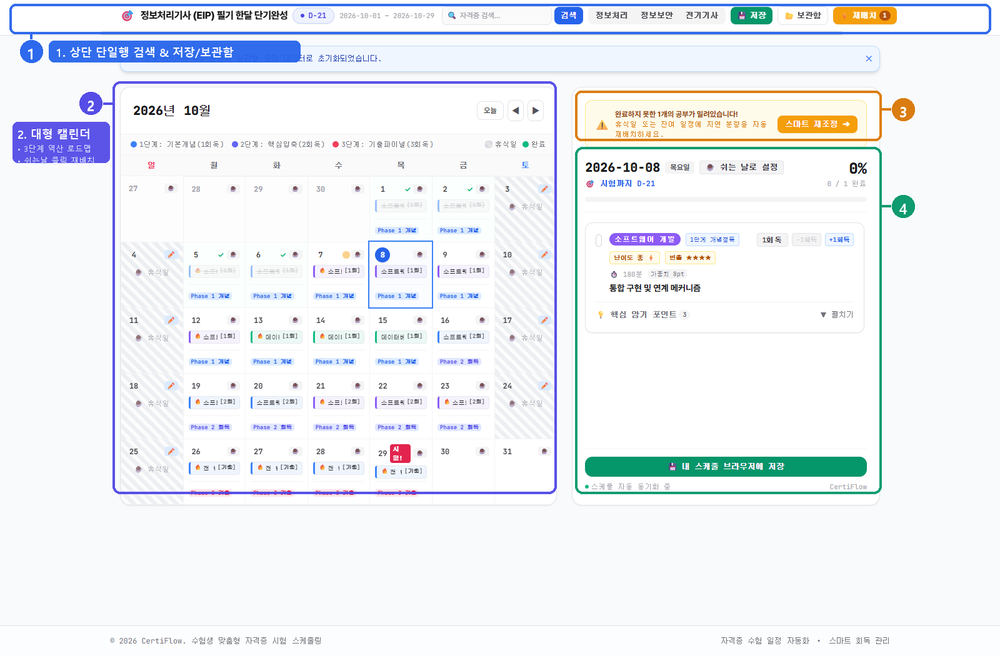 정보처리기사 (EIP) 필기 한달 단기완성
D-21
2026-10-01 ~ 2026-10-29
자격증 검색...
검색
정보처리 정보보안 전기기사
저장
보관함
재배치 1
1
1. 상단 단일행 검색 & 저장/보관함
로 초기화되었습니다.
2
2. 대형 캘린더
• 3단계 역산 로드맵
• 쉬는날 클릭 재배치
2026년 10월
오늘
1단계: 기본개념(1회독) 2단계: 핵심압축(2회독) 3단계: 기출파이널(3회독) 휴식일 완료
일 월 화 수 목 금 토
27 28 29 30 1 2 3
소프트웨 [1회] 소프트웨 [1회] 휴식일
Phase 1 개념 Phase 1 개념
4 5 6 7 8 9 10
휴식일 소프트 [1회] 소프트웨 [1회] 소프트 [1회] 소프트웨 [1회] 소프트웨 [1회] 휴식일
Phase 1 개념 Phase 1 개념 Phase 1 개념 Phase 1 개념 Phase 1 개념
11 12 13 14 15 16 17
휴식일 소프트 [1회] 데이터 [1회] 데이터 [1회] 데이터베 [1회] 소프트웨 [2회] 휴식일
Phase 1 개념 Phase 1 개념 Phase 1 개념 Phase 1 개념 Phase 2 회독
18 19 20 21 22 23 24
휴식일 소프트 [2회] 소프트웨 [2회] 소프트 [2회] 소프트웨 [2회] 소프트 [2회] 휴식일
Phase 2 회독 Phase 2 회독 Phase 2 회독 Phase 2 회독 Phase 2 회독
25 26 27 28 29 시험! 30 31
휴식일 전 [기출] 전 [기출] 전 [기출] 전 [기출]
Phase 3 기출 Phase 3 기출 Phase 3 기출 Phase 3 기출
3
완료하지 못한 1개의 공부가 밀려있습니다!
휴식일 또는 잔여 일정에 지연 분량을 자동
재배치하세요.
스마트 재조정 ➔
4
2026-10-08 목요일 쉬는 날로 설정 0%
시험까지 D-21 0 / 1 완료
소프트웨어 개발 1단계 개념정독 1회독 -1회독 +1회독
난이도 중 빈출 ★★★★
180분 가중치 8pt
통합 구현 및 연계 메커니즘
핵심 암기 포인트 3 ▼ 펼치기
내 스케줄 브라우저에 저장
스케줄 자동 동기화 중 CertiFlow
© 2026 CertiFlow. 수험생 맞춤형 자격증 시험 스케줄링
자격증 수험 일정 자동화 • 스마트 회독 관리